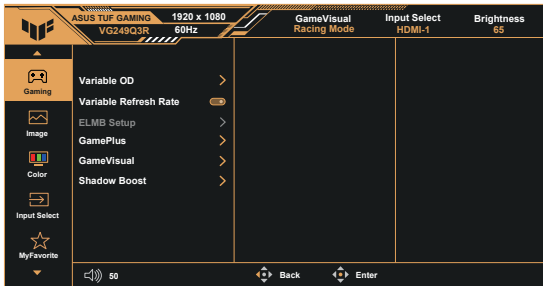 ASUS TUF GAMING 1920 x 1080
VG249Q3R 60Hz
GameVisual
Racing Mode
Input Select
HDMI-1
Brightness
65
Gaming
Image
Color
Input Select
MyFavorite
Variable OD
Variable Refresh Rate
ELMB Setup
GamePlus
GameVisual
Shadow Boost
50
Back
Enter